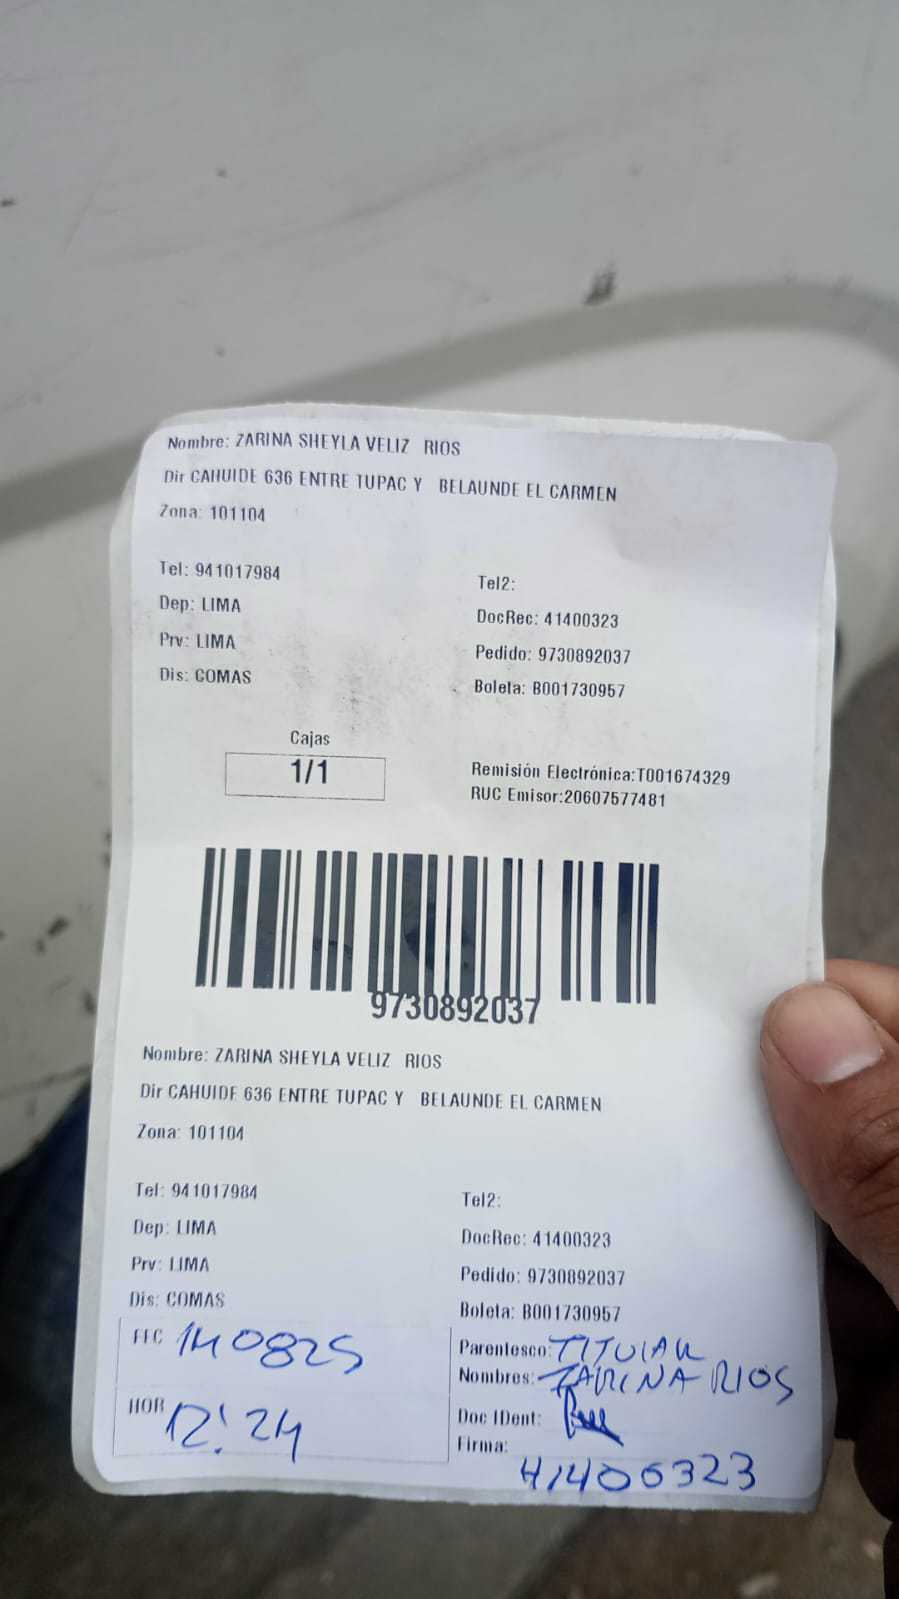 Nombre: ZARINA SHEYLA VELIZ RIOS
Dir CAHUIDE 636 ENTRE TUPAC Y BELAUNDE EL CARMEN
Zona: 101104
Tel: 941017984
Tel2:
Dep: LIMA
DocRec: 41400323
Prv: LIMA
Pedido: 9730892037
Dis: COMAS
Boleta: B001730957
Cajas
1/1
Remisión Electrónica:T001674329
RUC Emisor:20607577481
9730892037
Nombre: ZARINA SHEYLA VELIZ RIOS
Dir CAHUIDE 636 ENTRE TUPAC Y BELAUNDE EL CARMEN
Zona: 101104
Tel: 941017984
Tel2:
Dep: LIMA
DocRec: 41400323
Prv: LIMA
Pedido: 9730892037
Dis: COMAS
Boleta: B001730957
FEC 140825
Parentesco: TITULAR
Nombres: ZARINA RIOS
HOR 12:24
Doc IDent:
Firma:
41400323